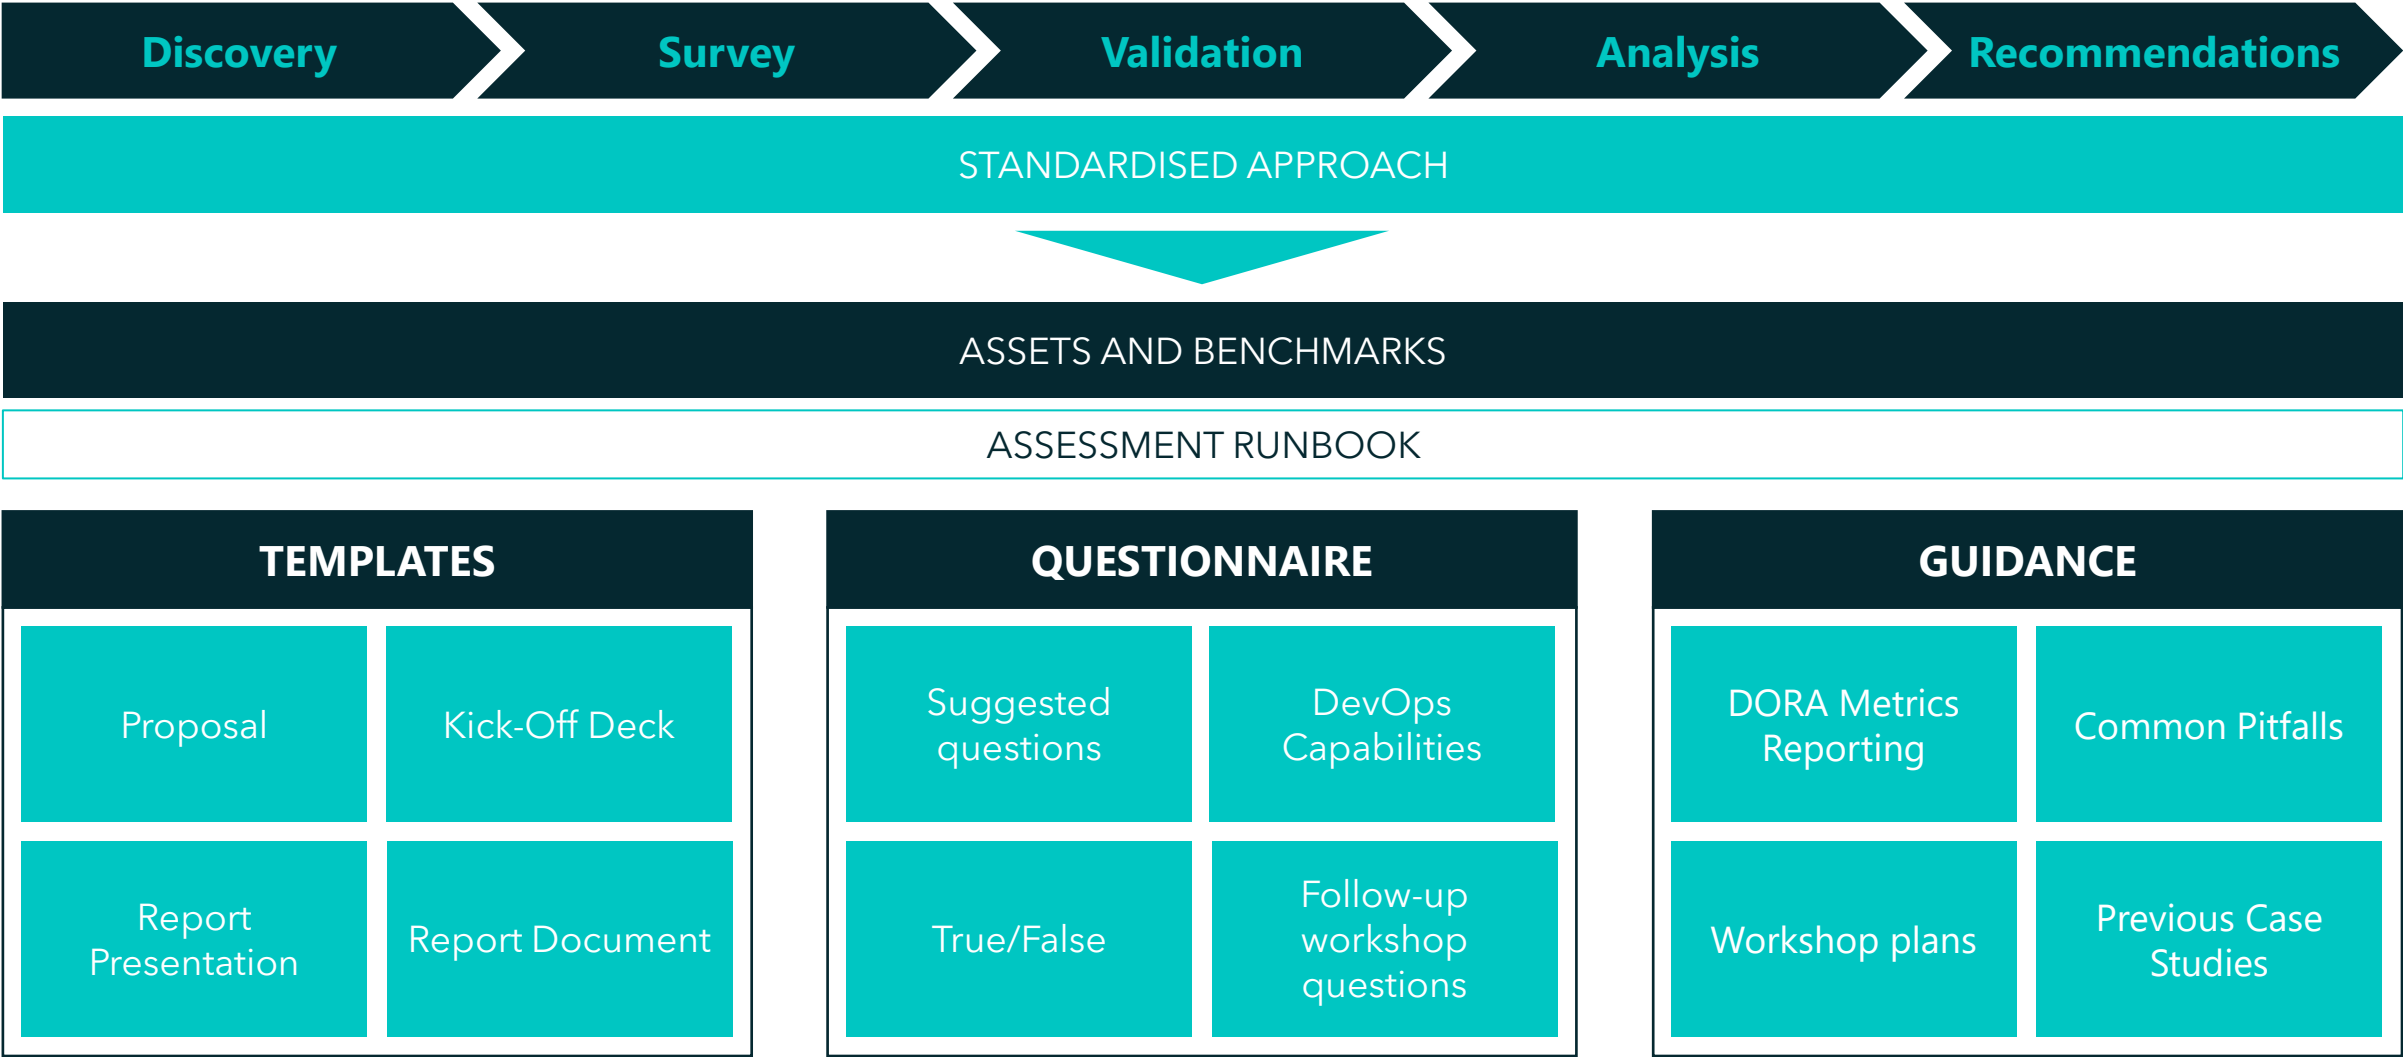 Discovery
Survey
Validation
Analysis
Recommendations
STANDARDISED APPROACH
ASSETS AND BENCHMARKS
ASSESSMENT RUNBOOK
TEMPLATES
Proposal
Kick-Off Deck
Report
Presentation
Report Document
QUESTIONNAIRE
Suggested
questions
DevOps
Capabilities
True/False
Follow-up
workshop
questions
GUIDANCE
DORA Metrics
Reporting
Common Pitfalls
Workshop plans
Previous Case
Studies